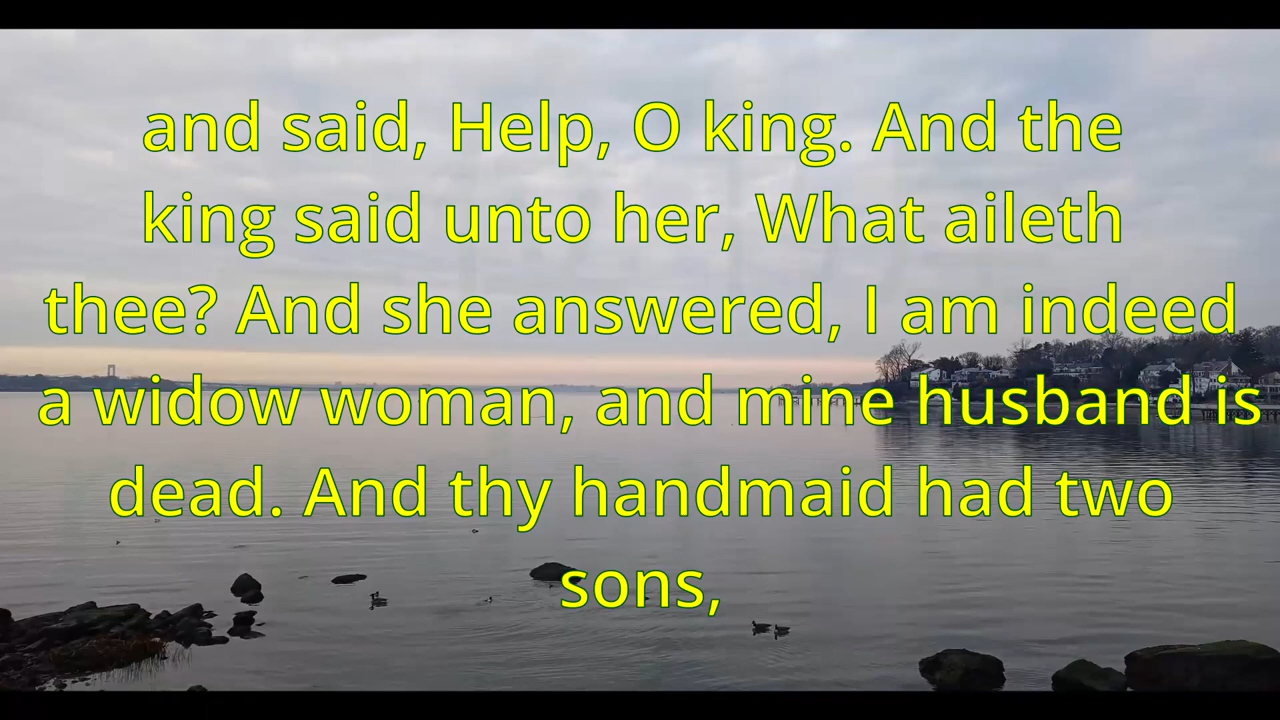 and said, Help, O king. And the
king said unto her, What aileth
thee? And she answered, I am indeed
a widow woman, and mine husband is
dead. And thy handmaid had two
sons,